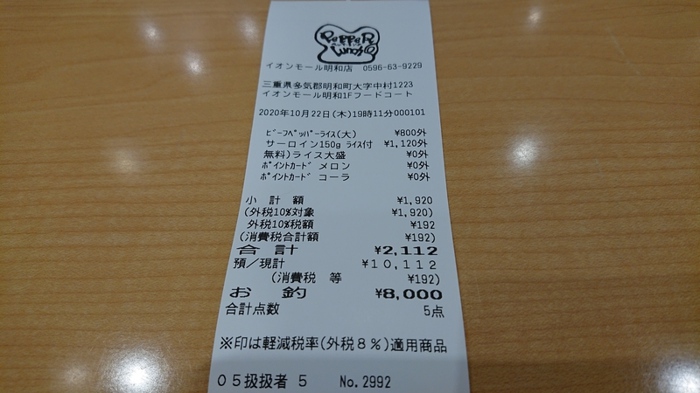 PePPeR
Lunch
イオンモール明和店 0596-63-9229
三重県多気郡明和町大字中村1223
イオンモール明和1Fフードコート
2020年10月22日(木)19時11分000101
ﾋﾞｰﾌﾍﾟｯﾊﾟｰﾗｲｽ(大) ¥800外
サーロイン150g ﾗｲｽ付 ¥1,120外
無料)ライス大盛 ¥0外
ﾎﾟｲﾝﾄｶｰﾄﾞ メロン ¥0外
ﾎﾟｲﾝﾄｶｰﾄﾞ コーラ ¥0外
小計額 ¥1,920
(外税10%対象 ¥1,920)
外税10%税額 ¥192
(消費税合計額 ¥192)
合計 ¥2,112
預/現計 ¥10,112
(消費税 等 ¥192)
お釣 ¥8,000
合計点数 5点
※印は軽減税率(外税8%)適用商品
05扱扱者 5 No.2992